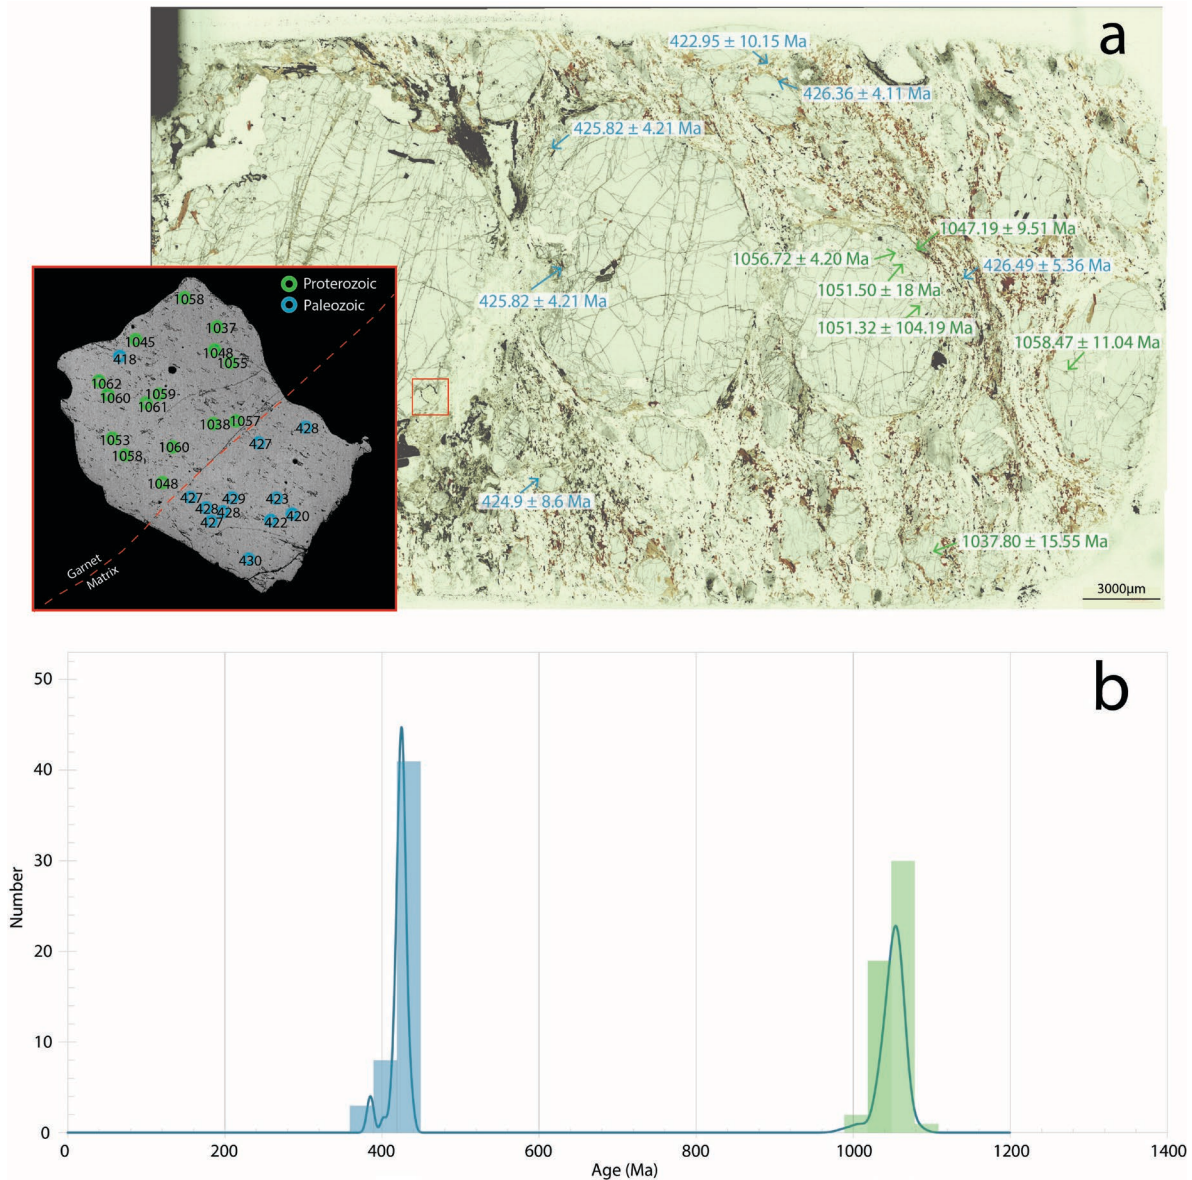 a
422.95 ± 10.15 Ma
426.36 ± 4.11 Ma
425.82 ± 4.21 Ma
1047.19 ± 9.51 Ma
1056.72 ± 4.20 Ma
426.49 ± 5.36 Ma
425.82 ± 4.21 Ma
1051.50 ± 18 Ma
1051.32 ± 104.19 Ma
1058.47 ± 11.04 Ma
424.9 ± 8.6 Ma
1037.80 ± 15.55 Ma
3000µm
Proterozoic
Paleozoic
1058
1037
1045
418
1048
1055
1062
1060
1059
1061
1038
1057
428
427
1053
1058
1060
1048
427
429
423
428
428
427
422
420
430
Garnet
Matrix
b
50
40
30
20
10
0
Number
0 200 400 600 800 1000 1200 1400
Age (Ma)